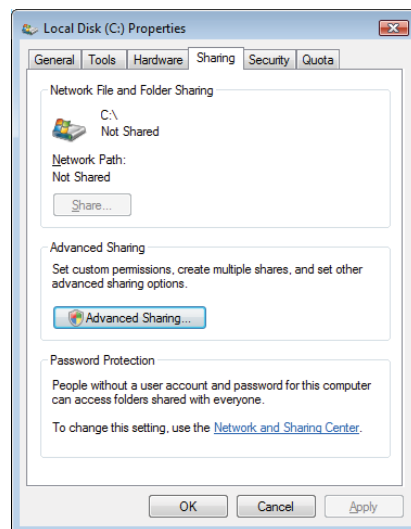 Local Disk (C:) Properties
General Tools Hardware Sharing Security Quota
Network File and Folder Sharing
C:\
Not Shared
Network Path:
Not Shared
Share...
Advanced Sharing
Set custom permissions, create multiple shares, and set other
advanced sharing options.
Advanced Sharing...
Password Protection
People without a user account and password for this computer
can access folders shared with everyone.
To change this setting, use the Network and Sharing Center.
OK Cancel Apply